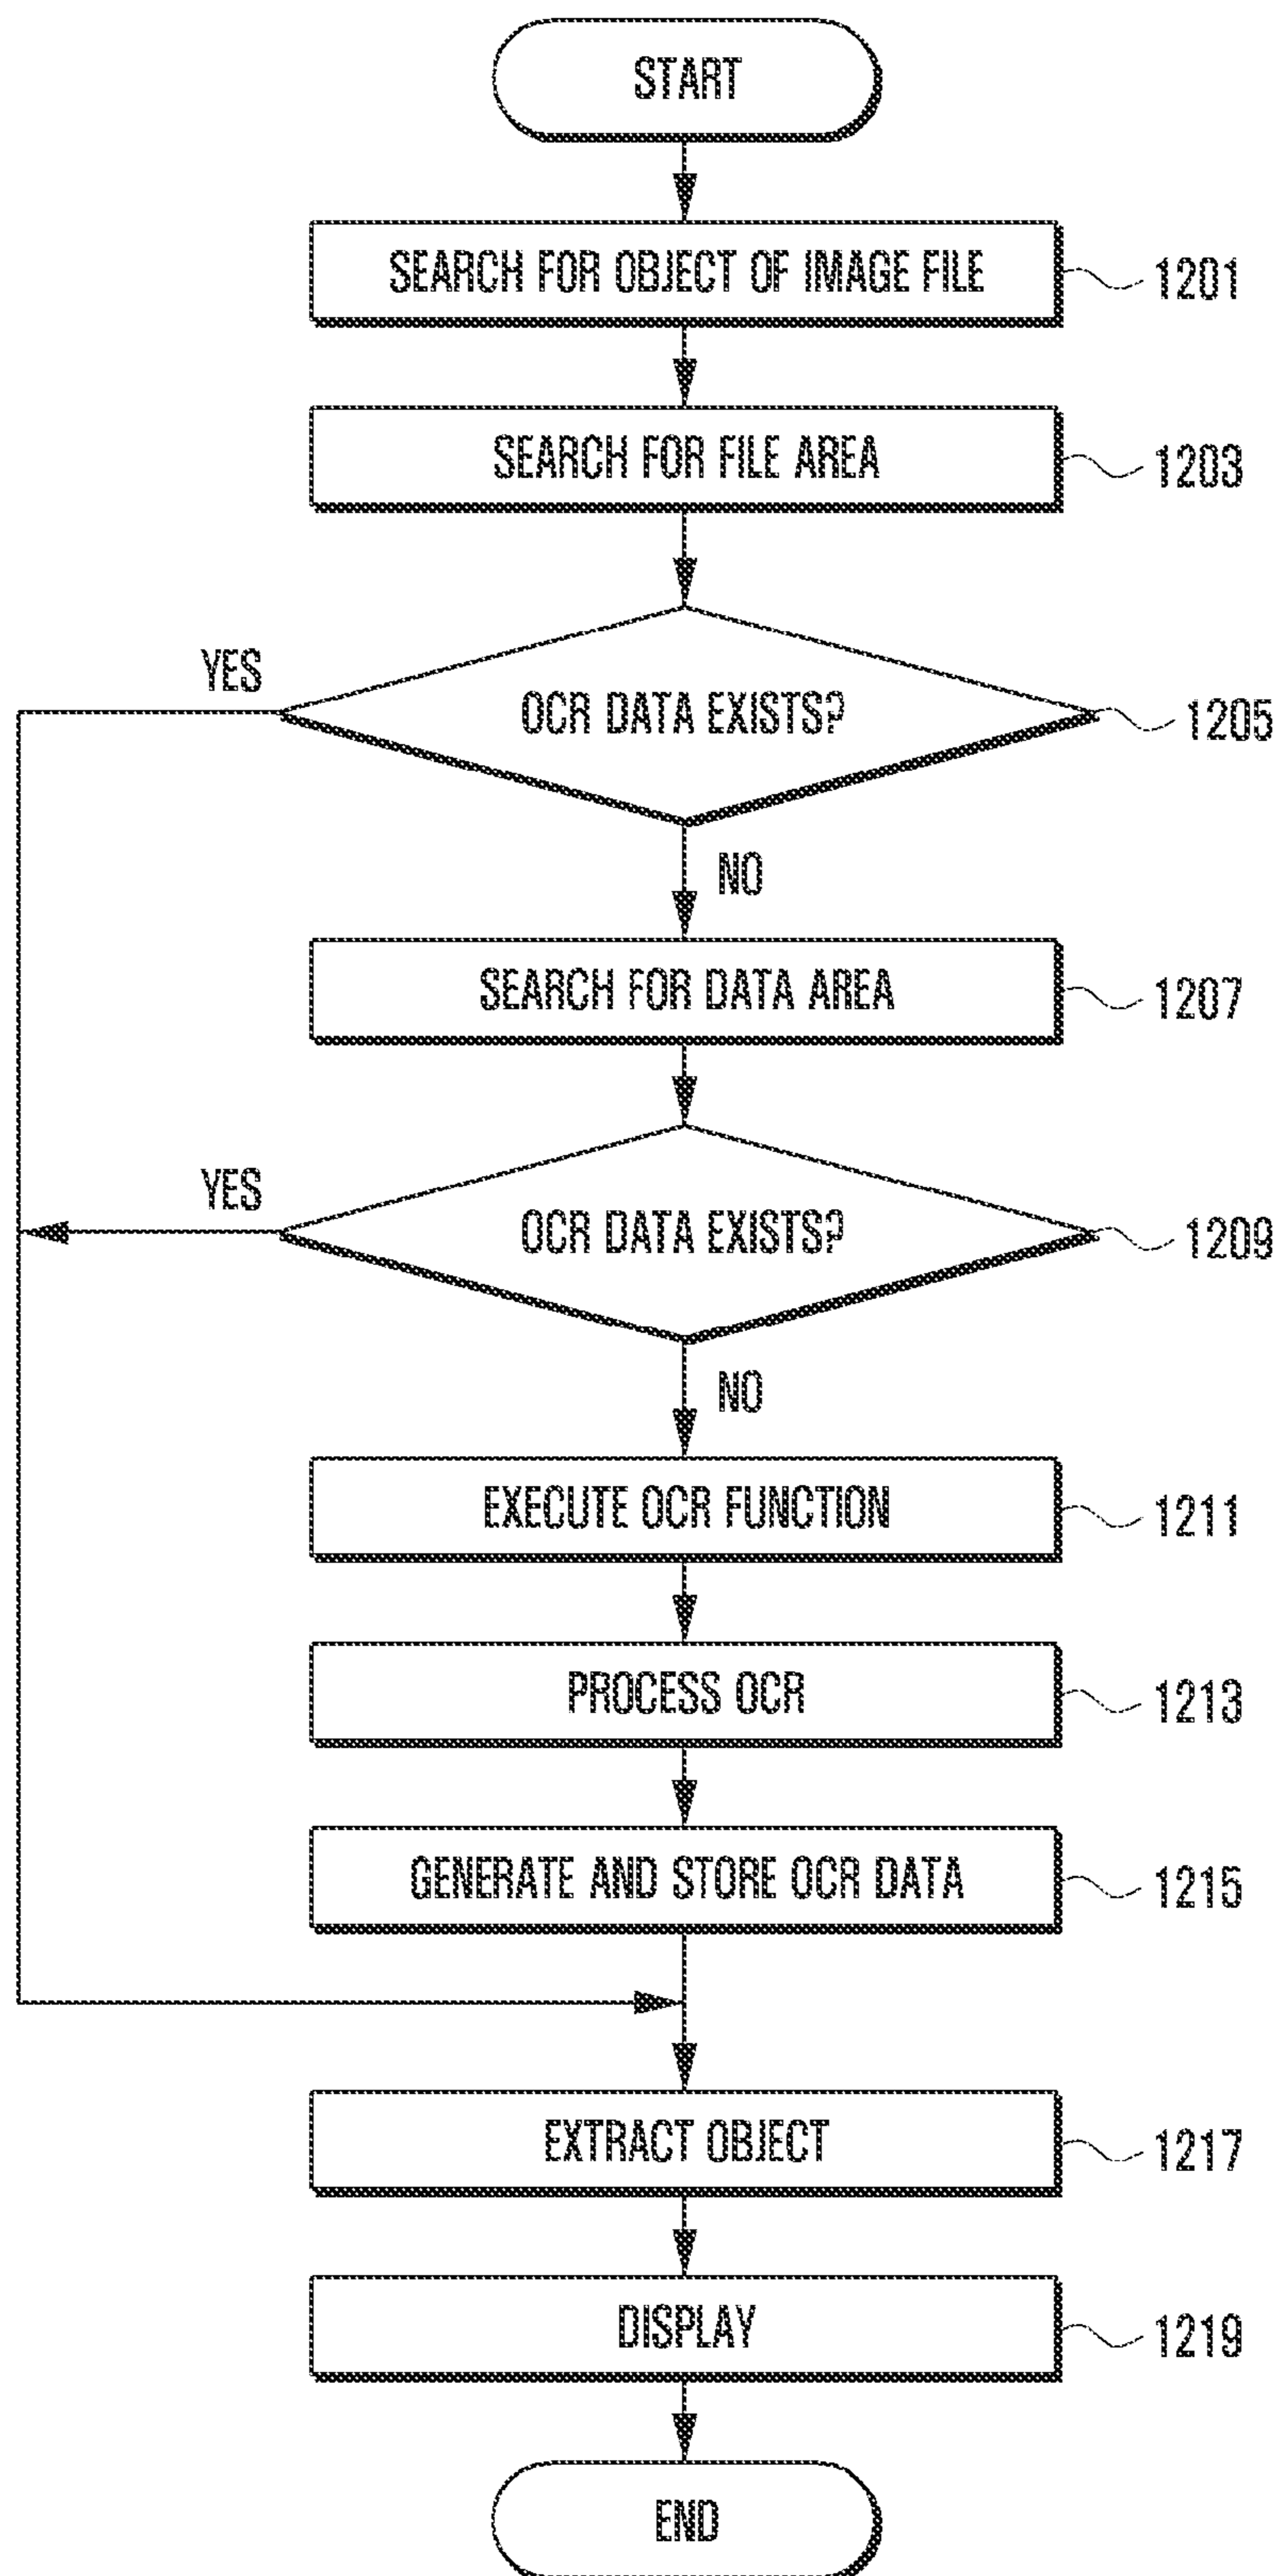 START
SEARCH FOR OBJECT OF IMAGE FILE 1201
SEARCH FOR FILE AREA 1203
YES
OCR DATA EXISTS? 1205
NO
SEARCH FOR DATA AREA 1207
YES
OCR DATA EXISTS? 1209
NO
EXECUTE OCR FUNCTION 1211
PROCESS OCR 1213
GENERATE AND STORE OCR DATA 1215
EXTRACT OBJECT 1217
DISPLAY 1219
END